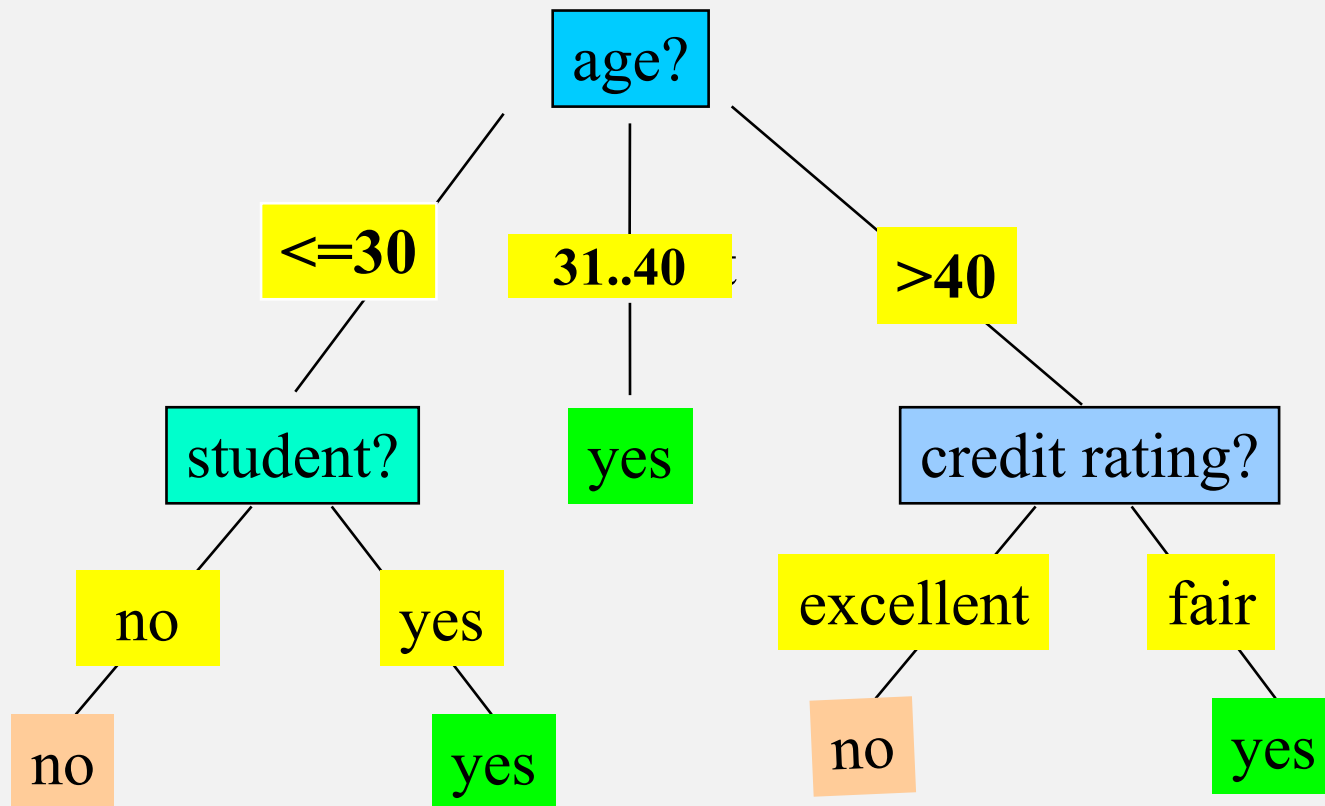 age?
<=30
31..40
>40
student?
yes
credit rating?
no
yes
excellent
fair
no
yes
no
yes